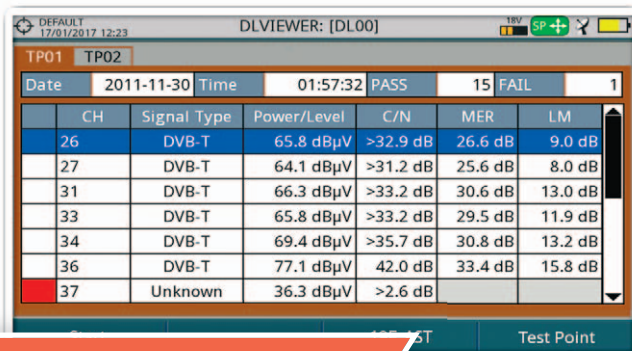 DEFAULT
17/01/2017 12:23
DLVIEWER: [DL00]
18V
SP
TP01 TP02
Date 2011-11-30 Time 01:57:32 PASS 15 FAIL 1
CH Signal Type Power/Level C/N MER LM
26 DVB-T 65.8 dBµV >32.9 dB 26.6 dB 9.0 dB
27 DVB-T 64.1 dBµV >31.2 dB 25.6 dB 8.0 dB
31 DVB-T 66.3 dBµV >33.2 dB 30.6 dB 13.0 dB
33 DVB-T 65.8 dBµV >33.2 dB 29.5 dB 11.9 dB
34 DVB-T 69.4 dBµV >35.7 dB 30.8 dB 13.2 dB
36 DVB-T 77.1 dBµV 42.0 dB 33.4 dB 15.8 dB
37 Unknown 36.3 dBµV >2.6 dB
Test Point